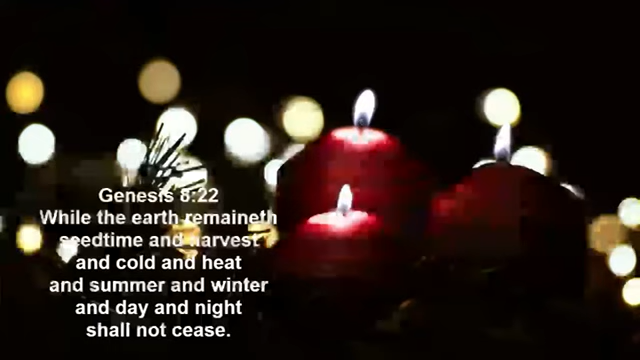 Genesis 8:22
While the earth remaineth
seedtime and harvest
and cold and heat
and summer and winter
and day and night
shall not cease.